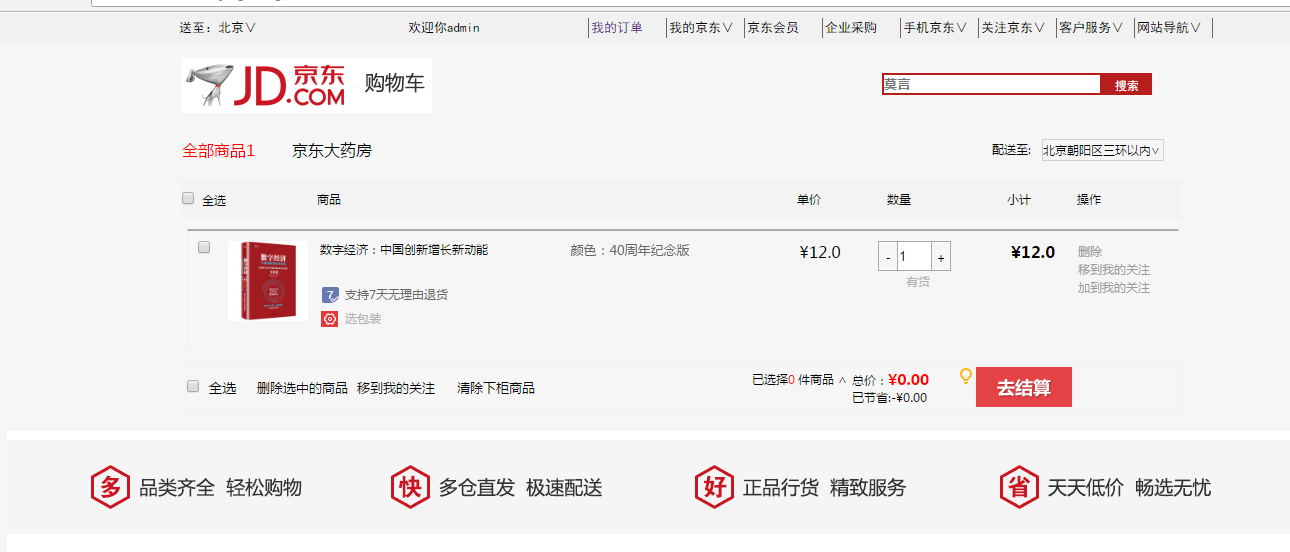 送至：北京∨ 欢迎你admin 我的订单 我的京东∨ 京东会员 企业采购 手机京东∨ 关注京东∨ 客户服务∨ 网站导航∨
JD.COM 京东 购物车 莫言 搜索
全部商品1 京东大药房 配送至: 北京朝阳区三环以内∨
全选 商品 单价 数量 小计 操作
数字经济 数字经济：中国创新增长新动能 颜色：40周年纪念版 ¥12.0 - 1 + ¥12.0 删除
移到我的关注
有货
加到我的关注
7 支持7天无理由退货
选包装
全选 删除选中的商品 移到我的关注 清除下柜商品 已选择0 件商品 ∧ 总价：¥0.00 去结算
已节省:-¥0.00
多 品类齐全 轻松购物 快 多仓直发 极速配送 好 正品行货 精致服务 省 天天低价 畅选无忧